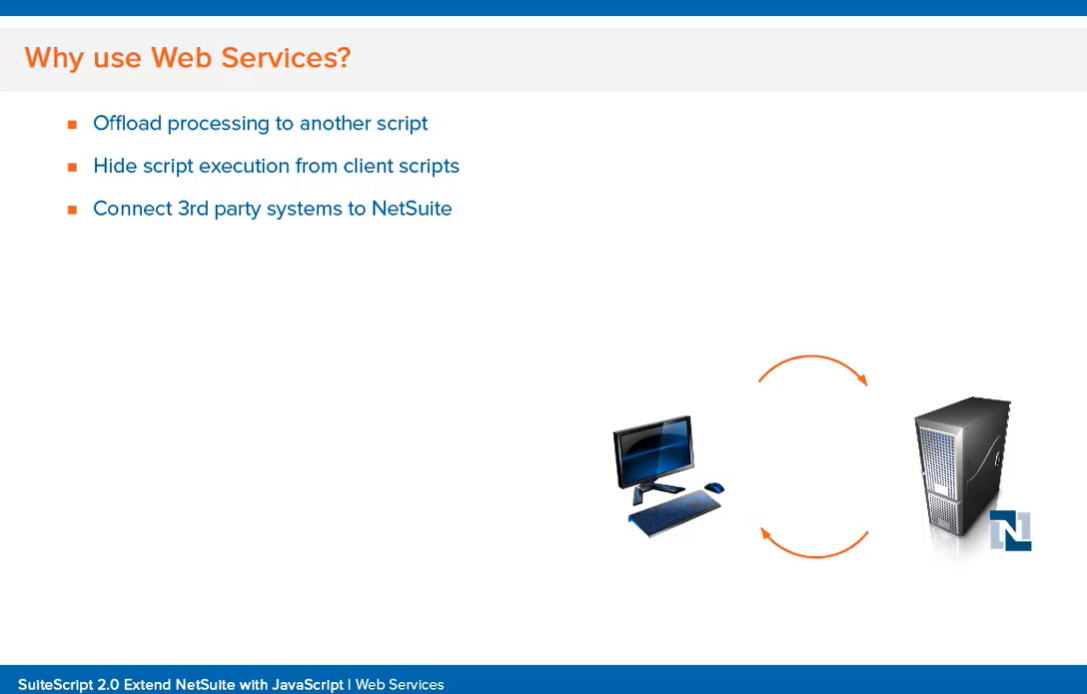 Why use Web Services?
Offload processing to another script
Hide script execution from client scripts
Connect 3rd party systems to NetSuite
N
SuiteScript 2.0 Extend NetSuite with JavaScript | Web Services